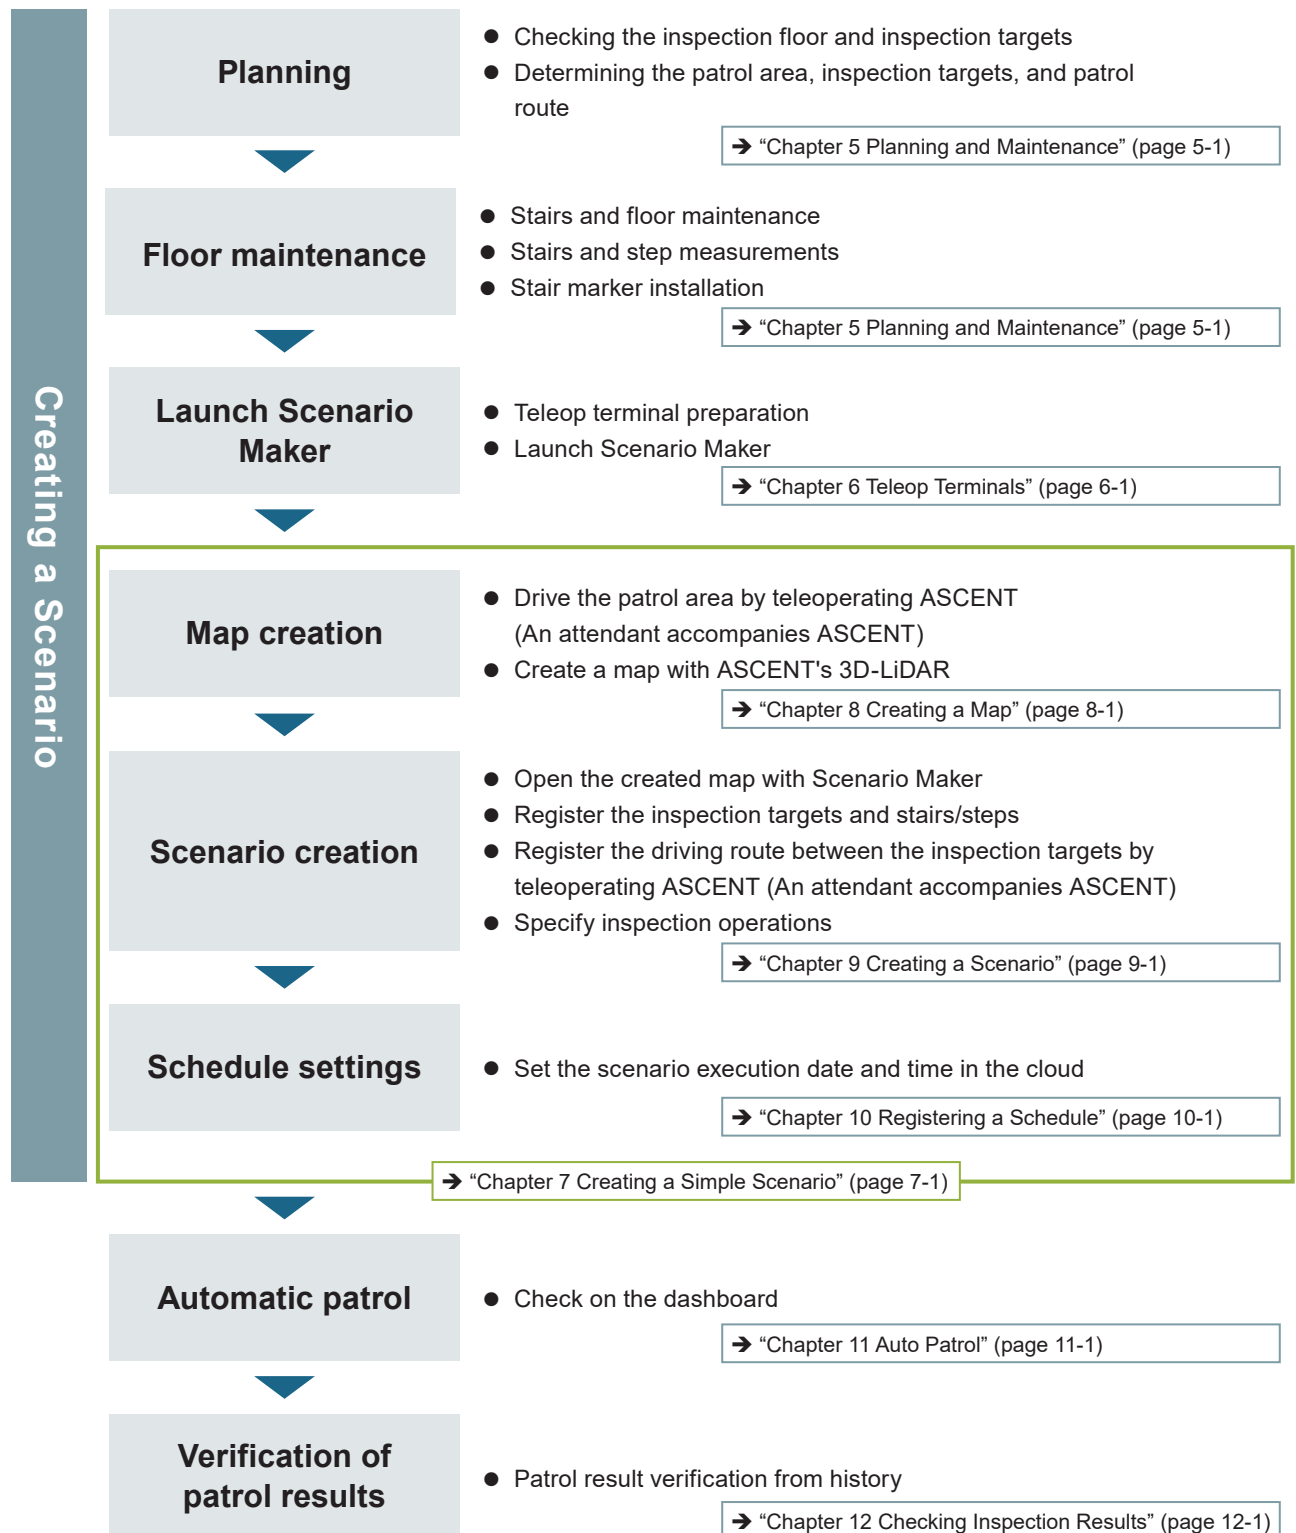 Creating a Scenario
Planning
● Checking the inspection floor and inspection targets
● Determining the patrol area, inspection targets, and patrol
route
➔ “Chapter 5 Planning and Maintenance” (page 5-1)
Floor maintenance
● Stairs and floor maintenance
● Stairs and step measurements
● Stair marker installation
➔ “Chapter 5 Planning and Maintenance” (page 5-1)
Launch Scenario
Maker
● Teleop terminal preparation
● Launch Scenario Maker
➔ “Chapter 6 Teleop Terminals” (page 6-1)
Map creation
● Drive the patrol area by teleoperating ASCENT
(An attendant accompanies ASCENT)
● Create a map with ASCENT's 3D-LiDAR
➔ “Chapter 8 Creating a Map” (page 8-1)
Scenario creation
● Open the created map with Scenario Maker
● Register the inspection targets and stairs/steps
● Register the driving route between the inspection targets by
teleoperating ASCENT (An attendant accompanies ASCENT)
● Specify inspection operations
➔ “Chapter 9 Creating a Scenario” (page 9-1)
Schedule settings
● Set the scenario execution date and time in the cloud
➔ “Chapter 10 Registering a Schedule” (page 10-1)
➔ “Chapter 7 Creating a Simple Scenario” (page 7-1)
Automatic patrol
● Check on the dashboard
➔ “Chapter 11 Auto Patrol” (page 11-1)
Verification of
patrol results
● Patrol result verification from history
➔ “Chapter 12 Checking Inspection Results” (page 12-1)